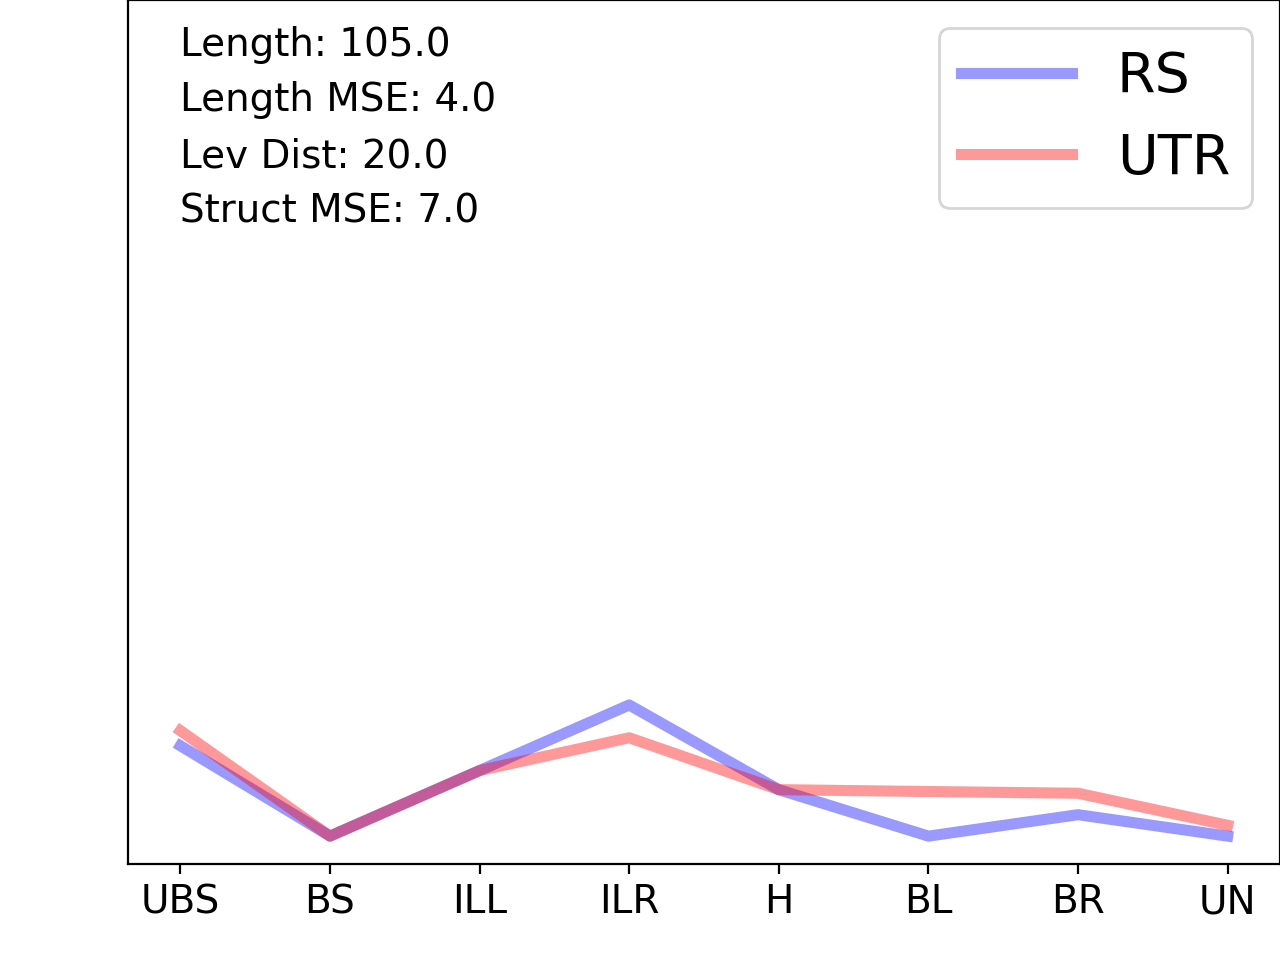 Length: 105.0
Length MSE: 4.0
Lev Dist: 20.0
Struct MSE: 7.0
RS
UTR
UBS BS ILL ILR H BL BR UN